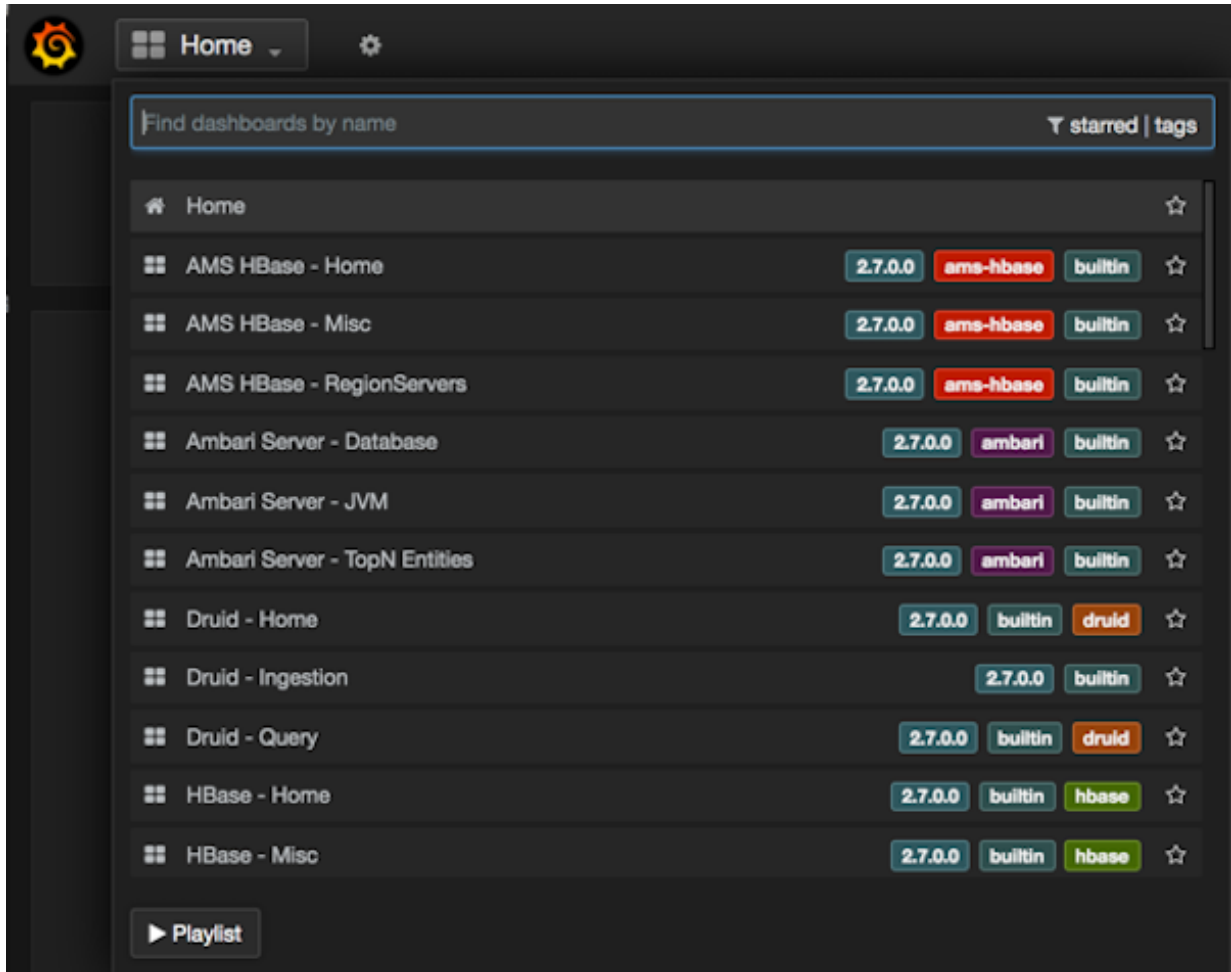 Home
Find dashboards by name starred | tags
Home
AMS HBase - Home 2.7.0.0 ams-hbase builtin
AMS HBase - Misc 2.7.0.0 ams-hbase builtin
AMS HBase - RegionServers 2.7.0.0 ams-hbase builtin
Ambari Server - Database 2.7.0.0 ambari builtin
Ambari Server - JVM 2.7.0.0 ambari builtin
Ambari Server - TopN Entities 2.7.0.0 ambari builtin
Druid - Home 2.7.0.0 builtin druid
Druid - Ingestion 2.7.0.0 builtin
Druid - Query 2.7.0.0 builtin druid
HBase - Home 2.7.0.0 builtin hbase
HBase - Misc 2.7.0.0 builtin hbase
Playlist